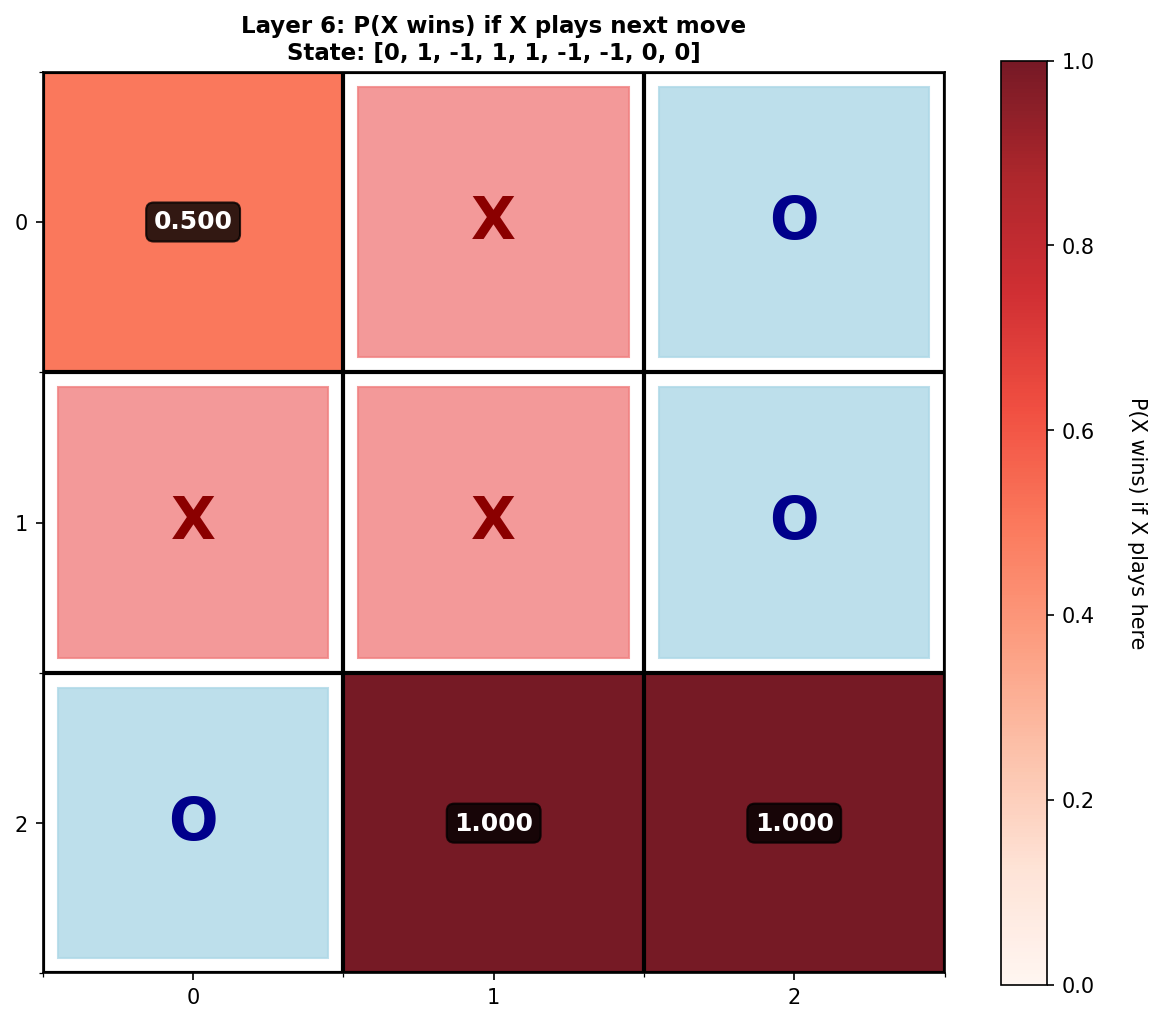 Layer 6: P(X wins) if X plays next move
State: [0, 1, -1, 1, 1, -1, -1, 0, 0]
0
0.500
X
O
1
X
X
O
2
O
1.000
1.000
0
1
2
1.0
0.8
0.6
0.4
0.2
0.0
P(X wins) if X plays here